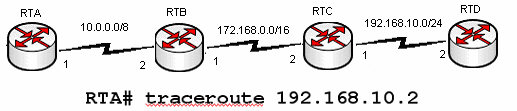 RTA 10.0.0.0/8 RTB 172.168.0.0/16 RTC 192.168.10.0/24 RTD
1 2 1 2 1 2
RTA# traceroute 192.168.10.2